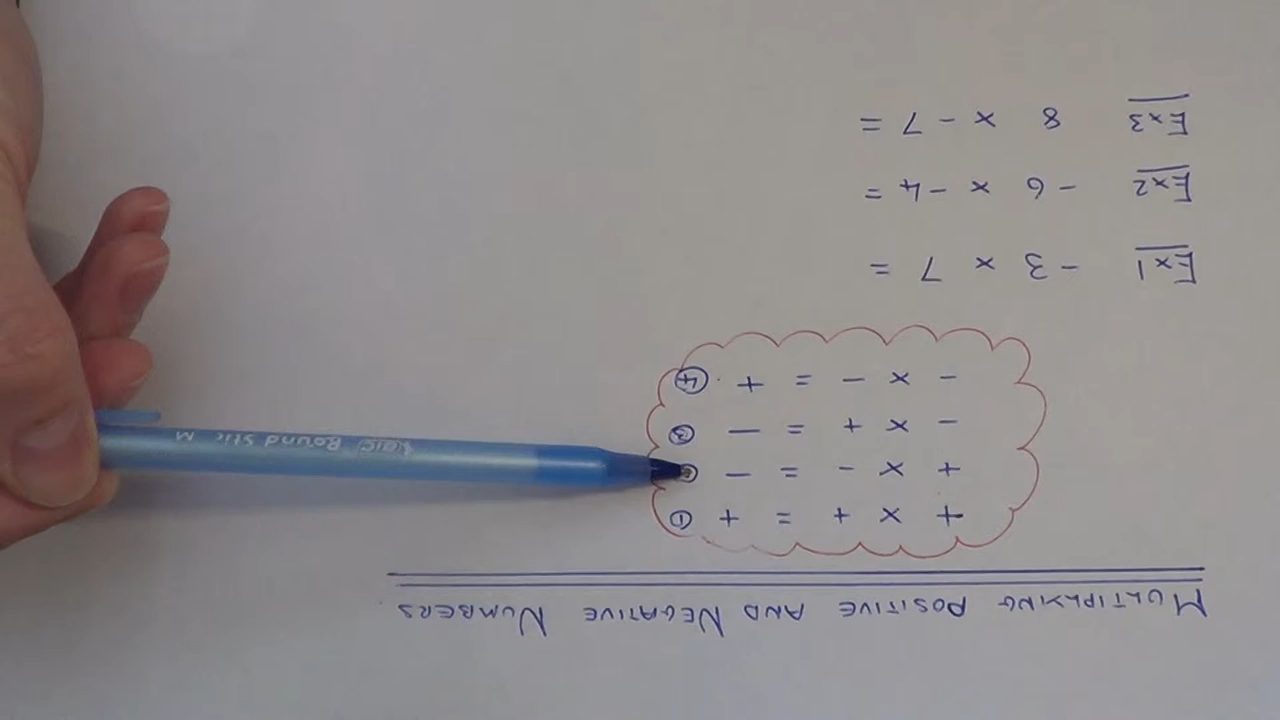 MULTIPLYING POSITIVE AND NEGATIVE NUMBERS
+ x + = + ①
+ x - = -
- x + = - ③
- x - = + ④
Ex1 - 3 x 7 =
Ex2 - 6 x - 4 =
Ex3 8 x - 7 =
BIC Round Stic M